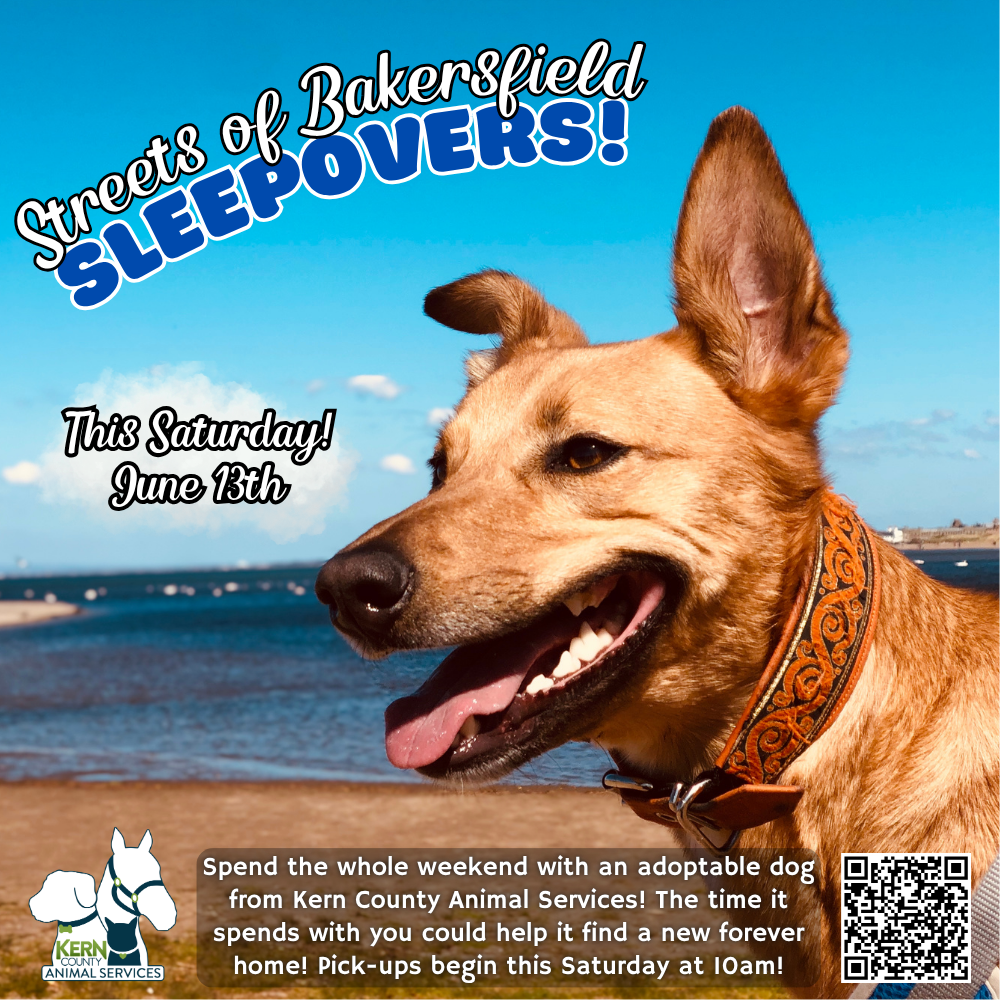 Streets of Bakersfield
SLEEPOVERS!
This Saturday!
June 13th
Spend the whole weekend with an adoptable dog
from Kern County Animal Services! The time it
spends with you could help it find a new forever
home! Pick-ups begin this Saturday at 10am!
KERN
COUNTY
ANIMAL SERVICES